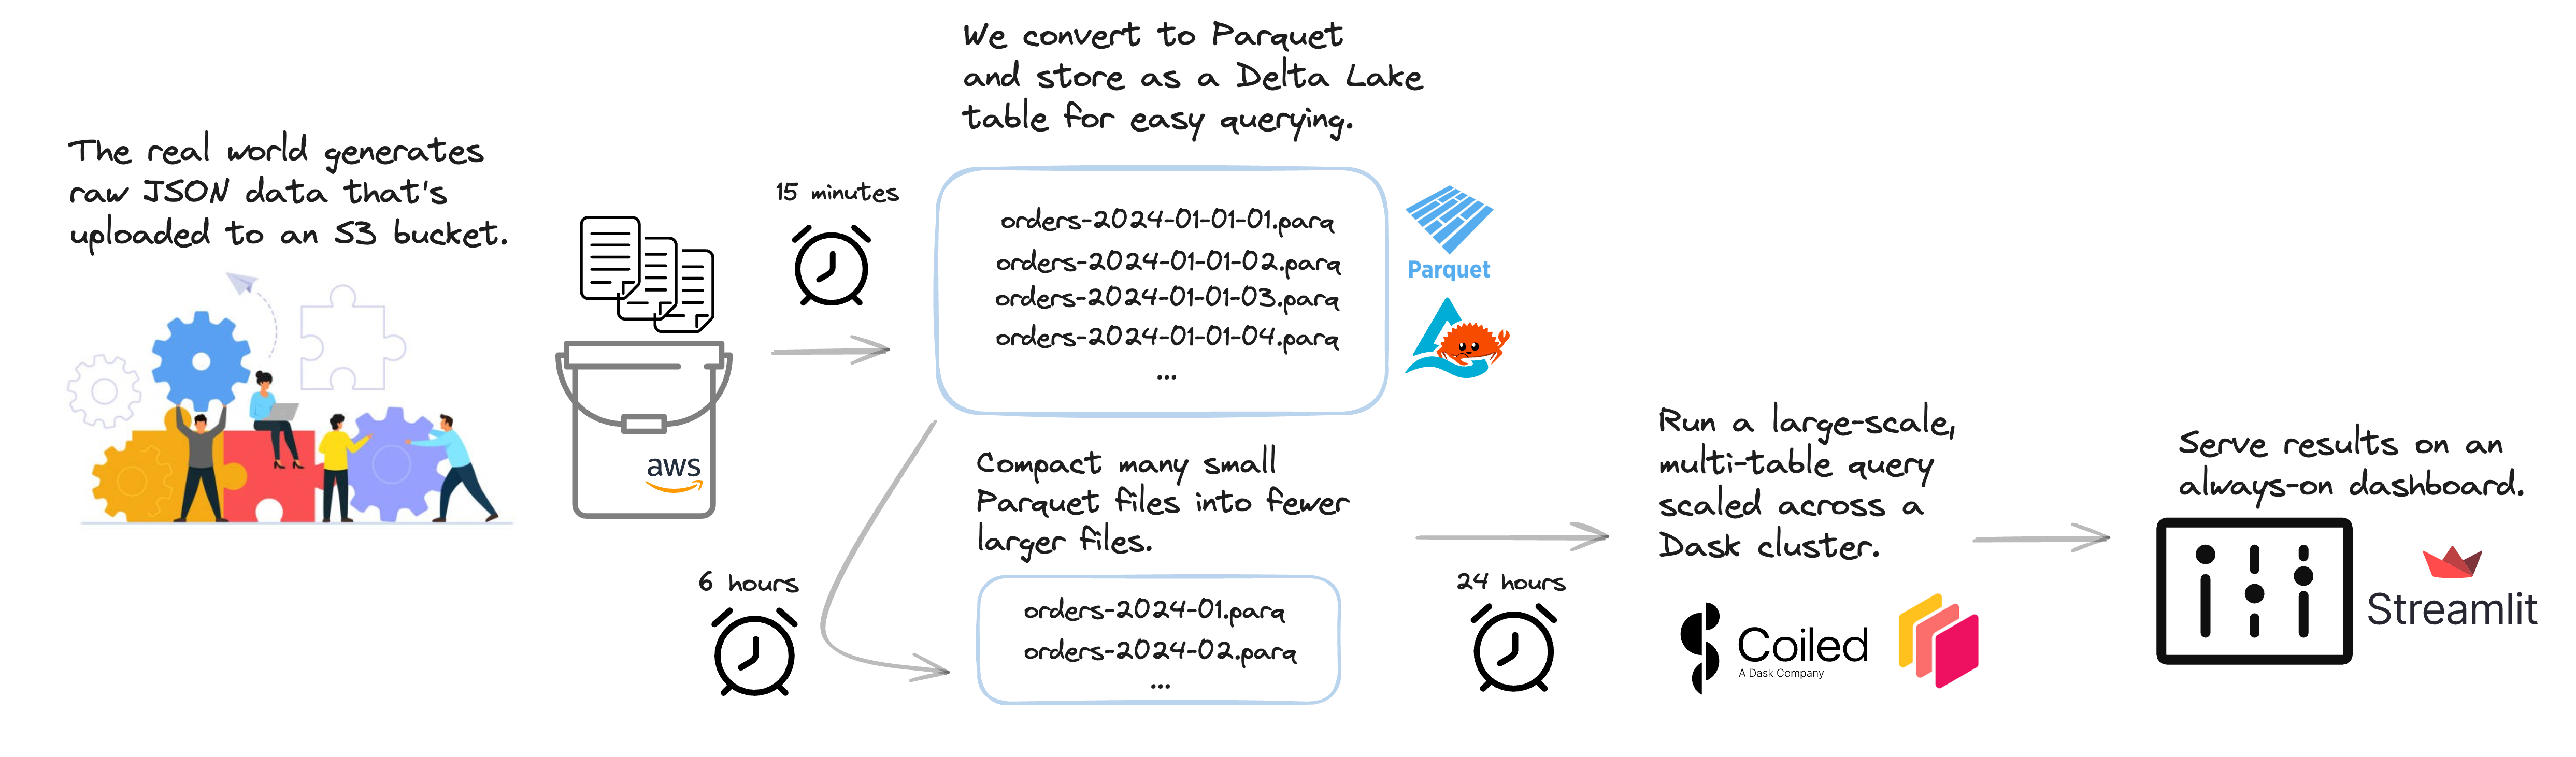 The real world generates
raw JSON data that's
uploaded to an S3 bucket.
aws
15 minutes
We convert to Parquet
and store as a Delta Lake
table for easy querying.
orders-2024-01-01-01.parq
orders-2024-01-01-02.parq
orders-2024-01-01-03.parq
orders-2024-01-01-04.parq
...
Parquet
6 hours
Compact many small
Parquet files into fewer
larger files.
orders-2024-01.parq
orders-2024-02.parq
...
24 hours
Run a large-scale,
multi-table query
scaled across a
Dask cluster.
Coiled
A Dask Company
Serve results on an
always-on dashboard.
Streamlit